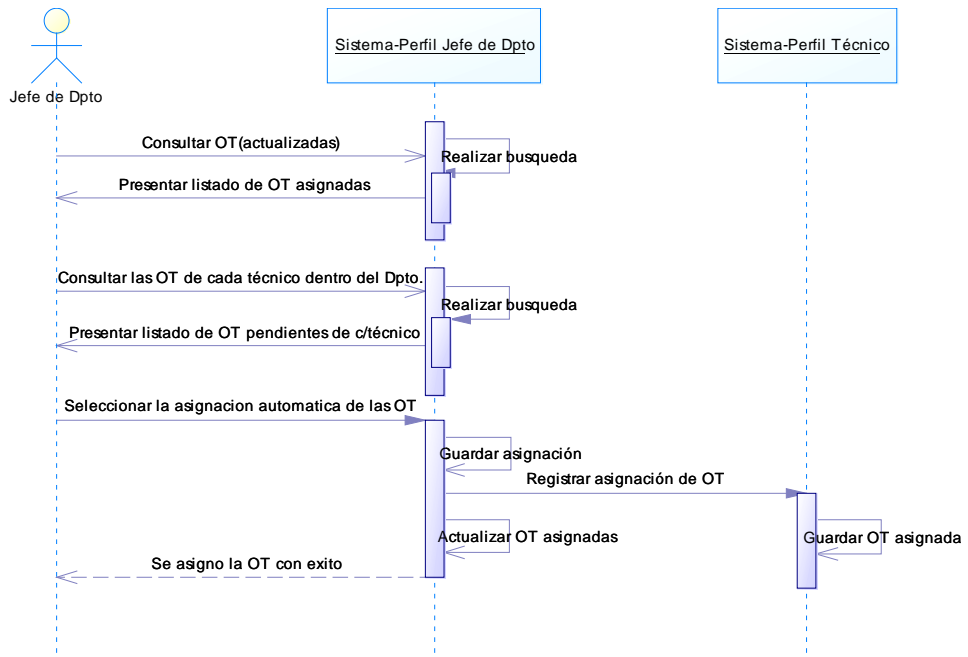 Sistema-Perfil Jefe de Dpto
Sistema-Perfil Técnico
Jefe de Dpto
Consultar OT(actualizadas)
Realizar busqueda
Presentar listado de OT asignadas
Consultar las OT de cada técnico dentro del Dpto.
Realizar busqueda
Presentar listado de OT pendientes de c/técnico
Seleccionar la asignacion automatica de las OT
Guardar asignación
Registrar asignación de OT
Actualizar OT asignadas
Guardar OT asignada
Se asigno la OT con exito